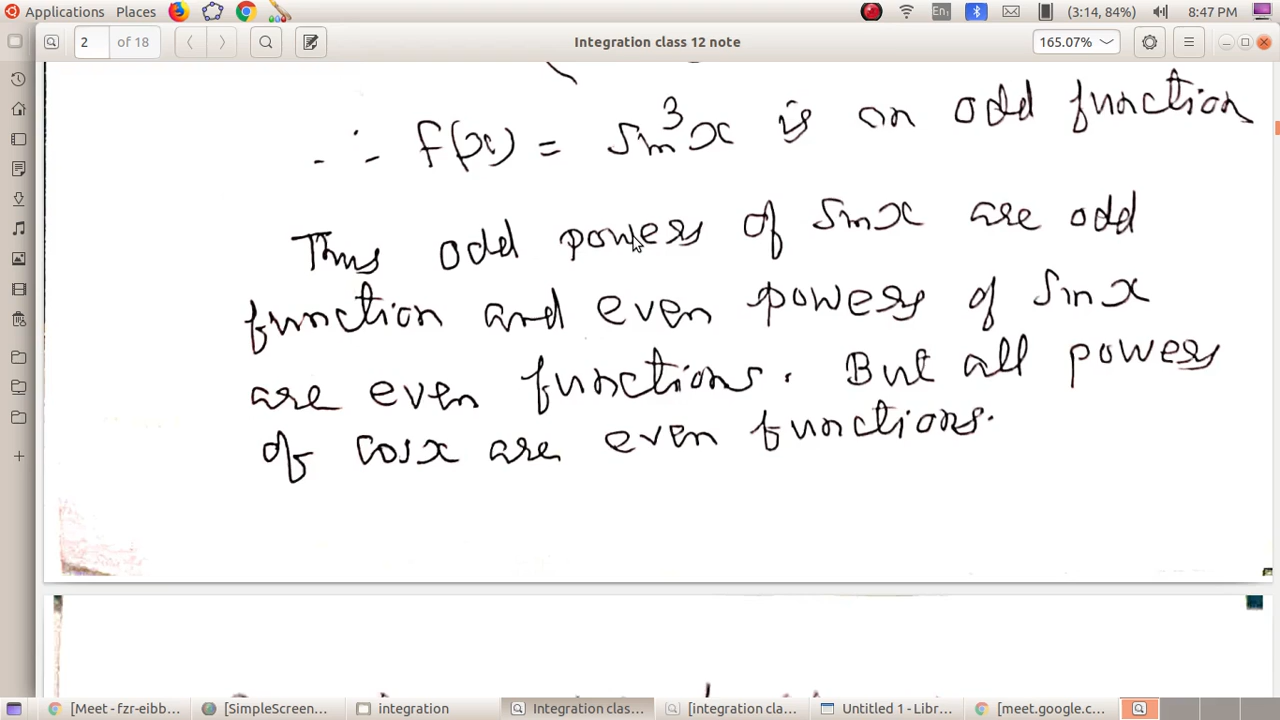 Applications Places En₁ (3:14, 84%) 8:47 PM
2 of 18 Integration class 12 note 165.07%
∴ f(x) = sin³x is an odd function
Thus odd powers of sinx are odd
function and even powers of sinx
are even functions. But all powers
of cosx are even functions.
[Meet - fzr-eibb... [SimpleScreen... integration Integration clas... [integration cla... Untitled 1 - Libr... [meet.google.c...